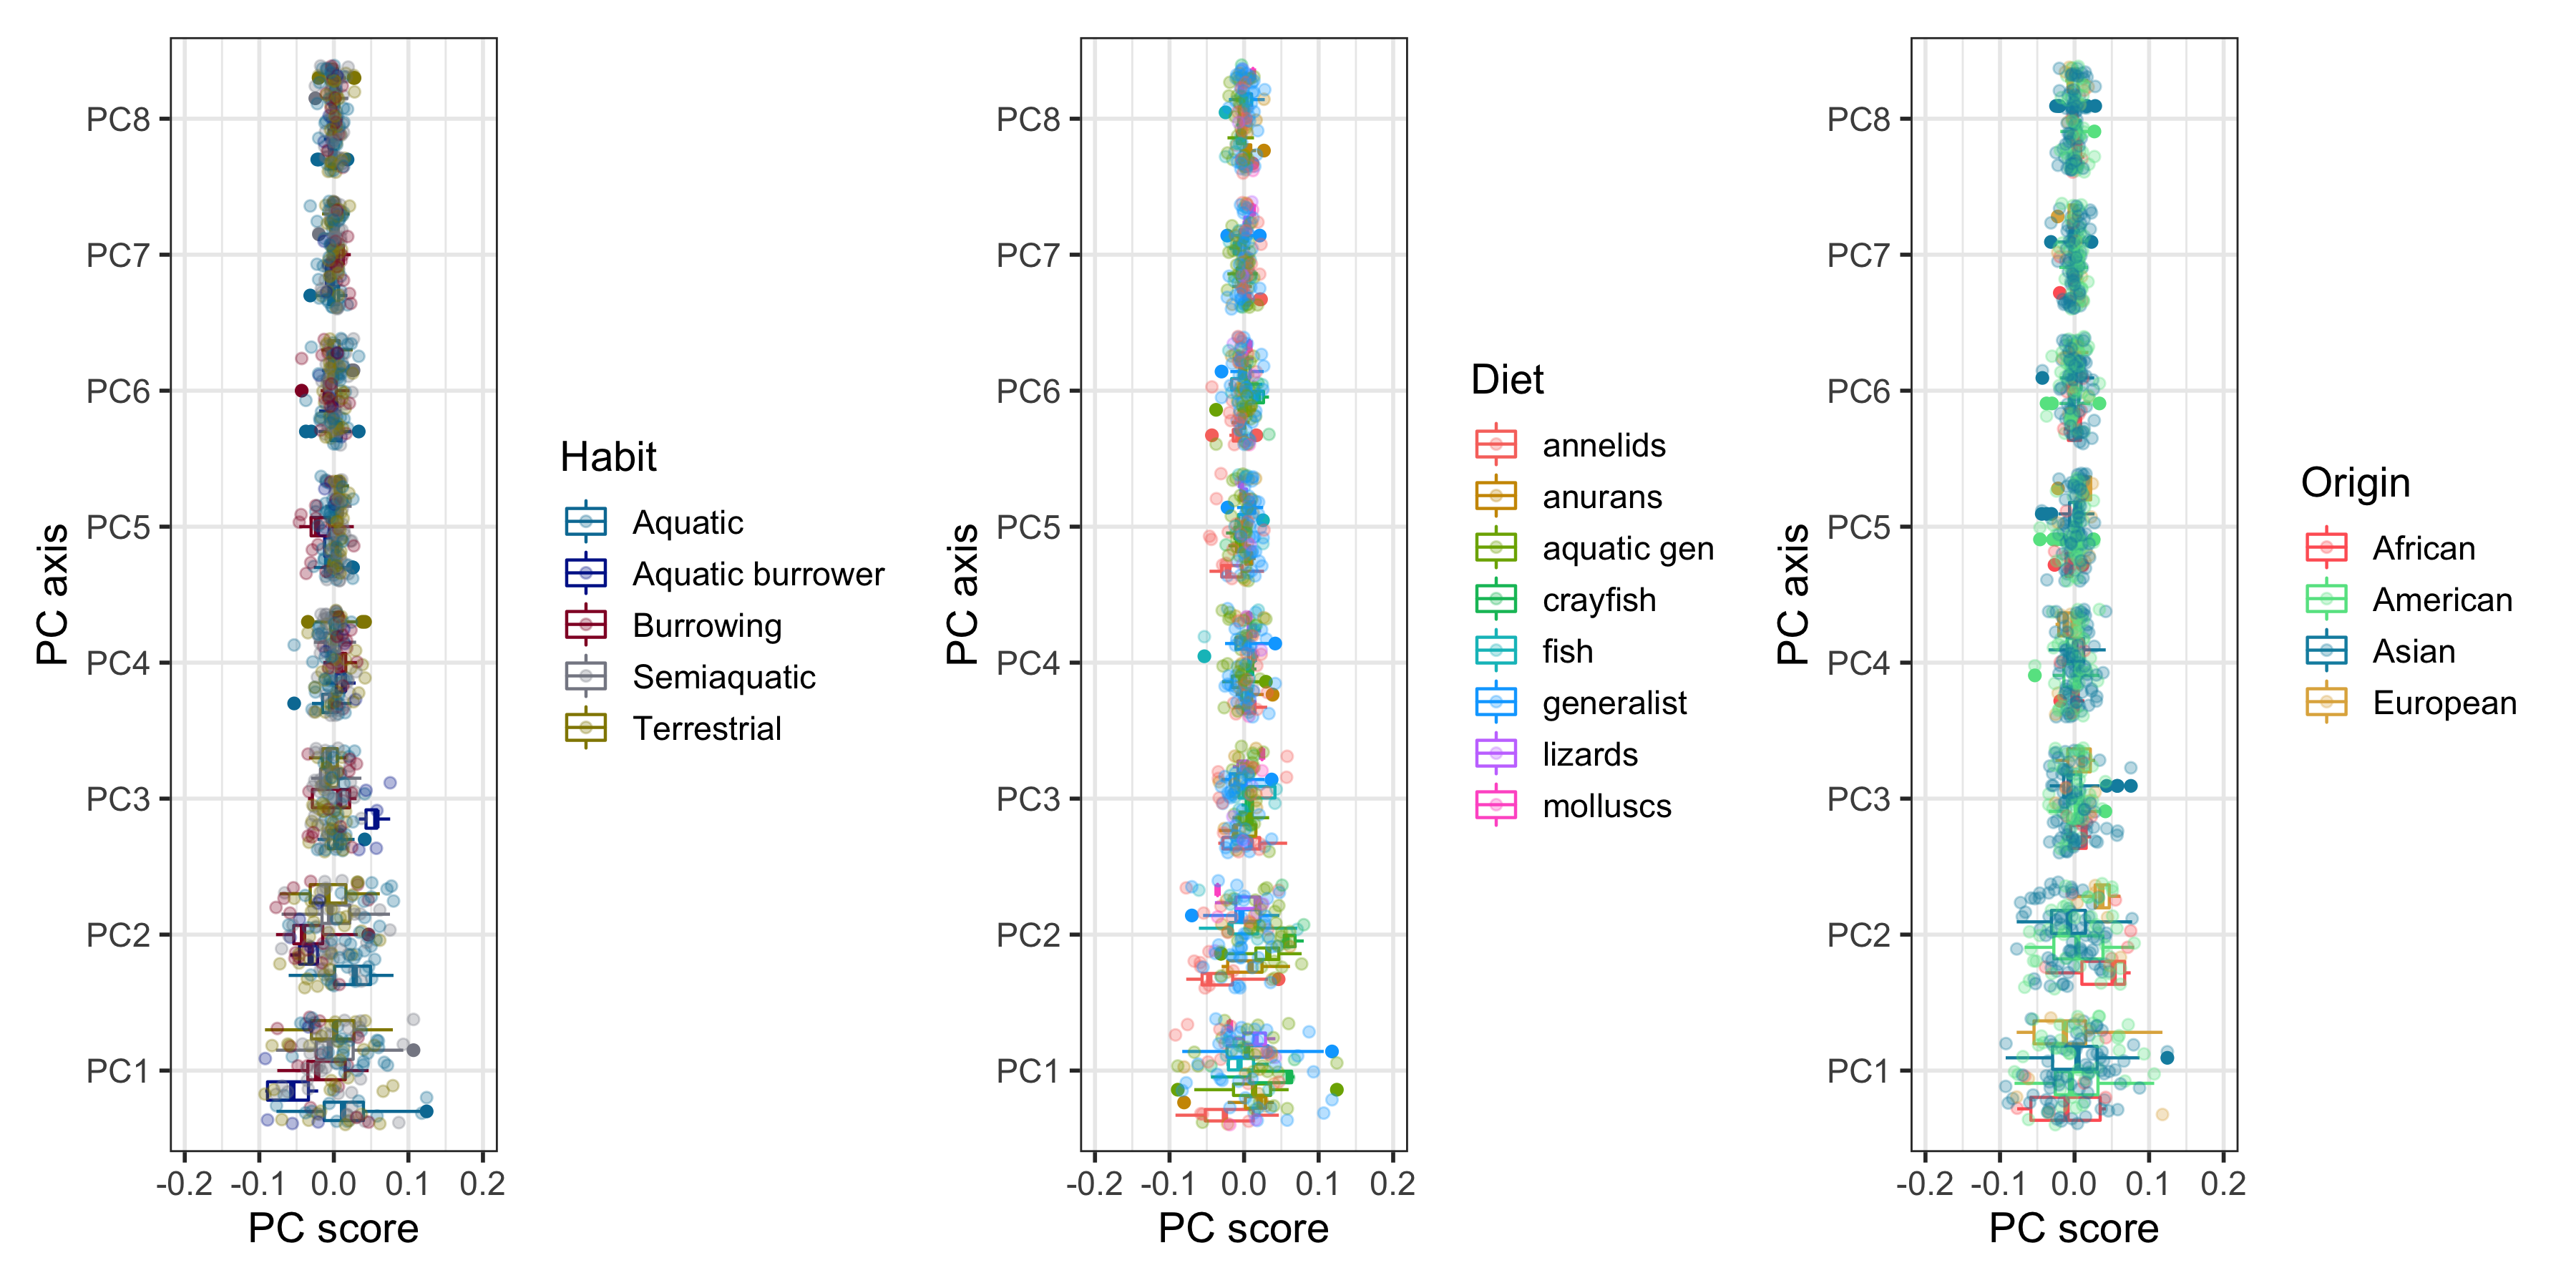 PC axis
PC8
PC7
PC6
PC5
PC4
PC3
PC2
PC1
-0.2 -0.1 0.0 0.1 0.2
PC score
Habit
Aquatic
Aquatic burrower
Burrowing
Semiaquatic
Terrestrial
PC axis
PC8
PC7
PC6
PC5
PC4
PC3
PC2
PC1
-0.2 -0.1 0.0 0.1 0.2
PC score
Diet
annelids
anurans
aquatic gen
crayfish
fish
generalist
lizards
molluscs
PC axis
PC8
PC7
PC6
PC5
PC4
PC3
PC2
PC1
-0.2 -0.1 0.0 0.1 0.2
PC score
Origin
African
American
Asian
European